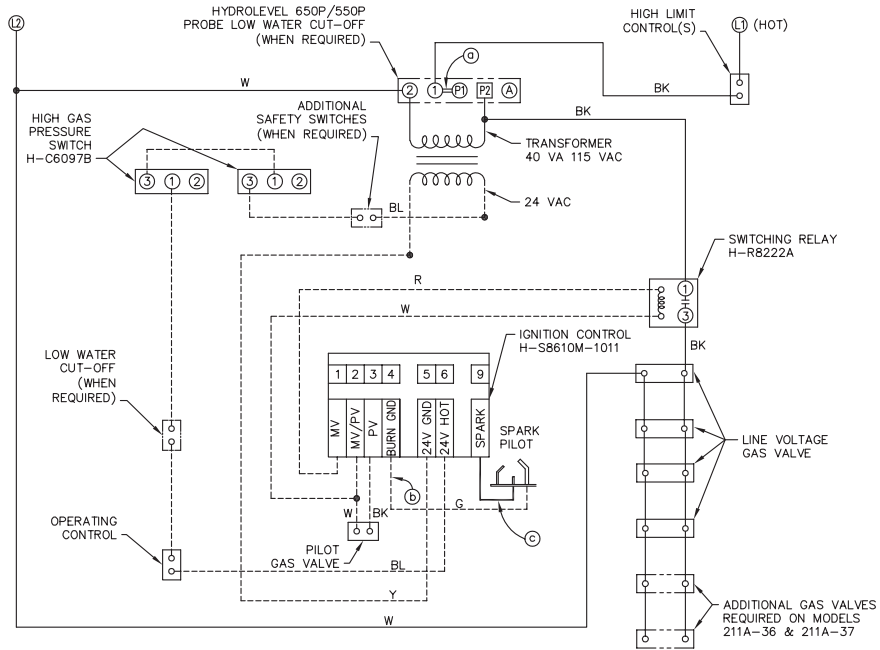 L2
HYDROLEVEL 650P/550P
PROBE LOW WATER CUT-OFF
(WHEN REQUIRED)
HIGH LIMIT
CONTROL(S)
L1 (HOT)
a
W
2 1 P1 P2 A
BK
BK
HIGH GAS
PRESSURE
SWITCH
H-C6097B
ADDITIONAL
SAFETY SWITCHES
(WHEN REQUIRED)
TRANSFORMER
40 VA 115 VAC
3 1 2
3 1 2
24 VAC
BL
SWITCHING RELAY
H-R8222A
R
1
W
3
IGNITION CONTROL
H-S8610M-1011
BK
LOW WATER
CUT-OFF
(WHEN
REQUIRED)
1 2 3 4 5 6 9
MV
MV/PV
PV
BURN GND
24V GND
24V HOT
SPARK
SPARK
PILOT
LINE VOLTAGE
GAS VALVE
b
G
c
W
BK
OPERATING
CONTROL
PILOT
GAS VALVE
BL
Y
W
ADDITIONAL GAS VALVES
REQUIRED ON MODELS
211A-36 & 211A-37